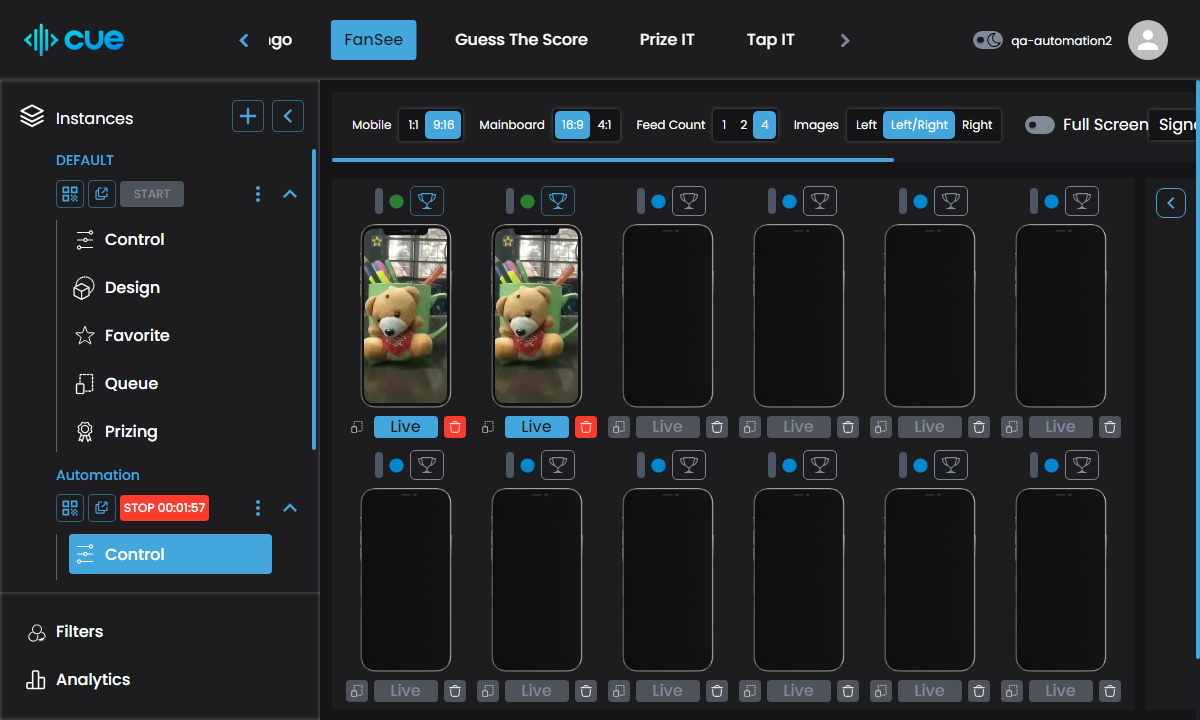 cue
ngo
FanSee
Guess The Score
Prize IT
Tap IT
qa-automation2
Instances
DEFAULT
START
Control
Design
Favorite
Queue
Prizing
Automation
STOP 00:01:57
Control
Filters
Analytics
Mobile 1:1 9:16 Mainboard 16:9 4:1 Feed Count 1 2 4 Images Left Left/Right Right Full Screen
Live Live Live Live Live Live
Live Live Live Live Live Live